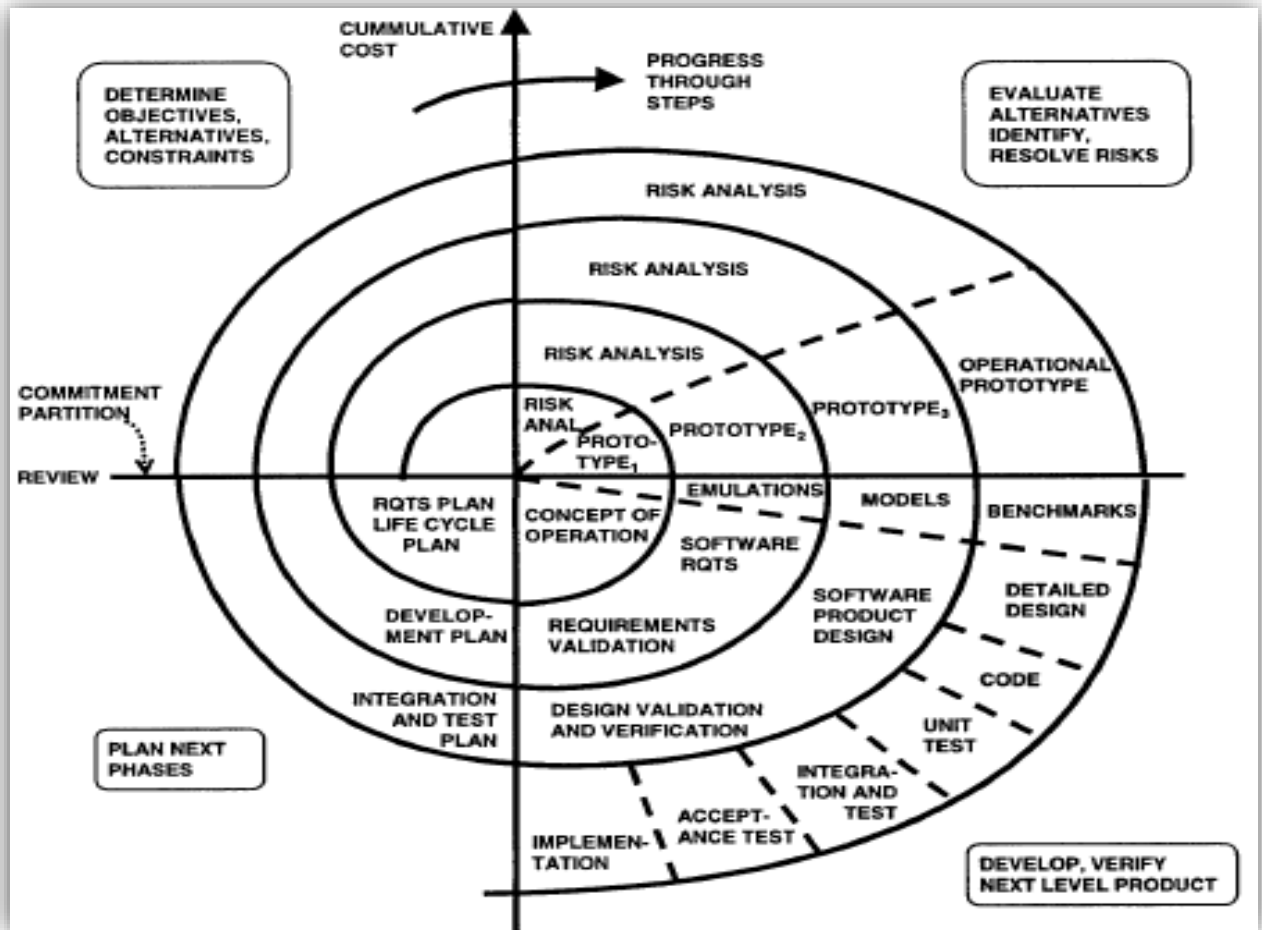 CUMMULATIVE
COST
PROGRESS
THROUGH
STEPS
DETERMINE
OBJECTIVES,
ALTERNATIVES,
CONSTRAINTS
EVALUATE
ALTERNATIVES
IDENTIFY,
RESOLVE RISKS
RISK ANALYSIS
RISK ANALYSIS
RISK ANALYSIS
RISK
ANAL.
PROTO-
TYPE₁
PROTOTYPE₂
PROTOTYPE₃
OPERATIONAL
PROTOTYPE
COMMITMENT
PARTITION
REVIEW
EMULATIONS
MODELS
BENCHMARKS
RQTS PLAN
LIFE CYCLE
PLAN
CONCEPT OF
OPERATION
SOFTWARE
RQTS
SOFTWARE
PRODUCT
DESIGN
DETAILED
DESIGN
DEVELOP-
MENT PLAN
REQUIREMENTS
VALIDATION
CODE
UNIT
TEST
INTEGRATION
AND TEST
PLAN
DESIGN VALIDATION
AND VERIFICATION
INTEGRA-
TION AND
TEST
ACCEPT-
ANCE TEST
IMPLEMEN-
TATION
PLAN NEXT
PHASES
DEVELOP, VERIFY
NEXT LEVEL PRODUCT